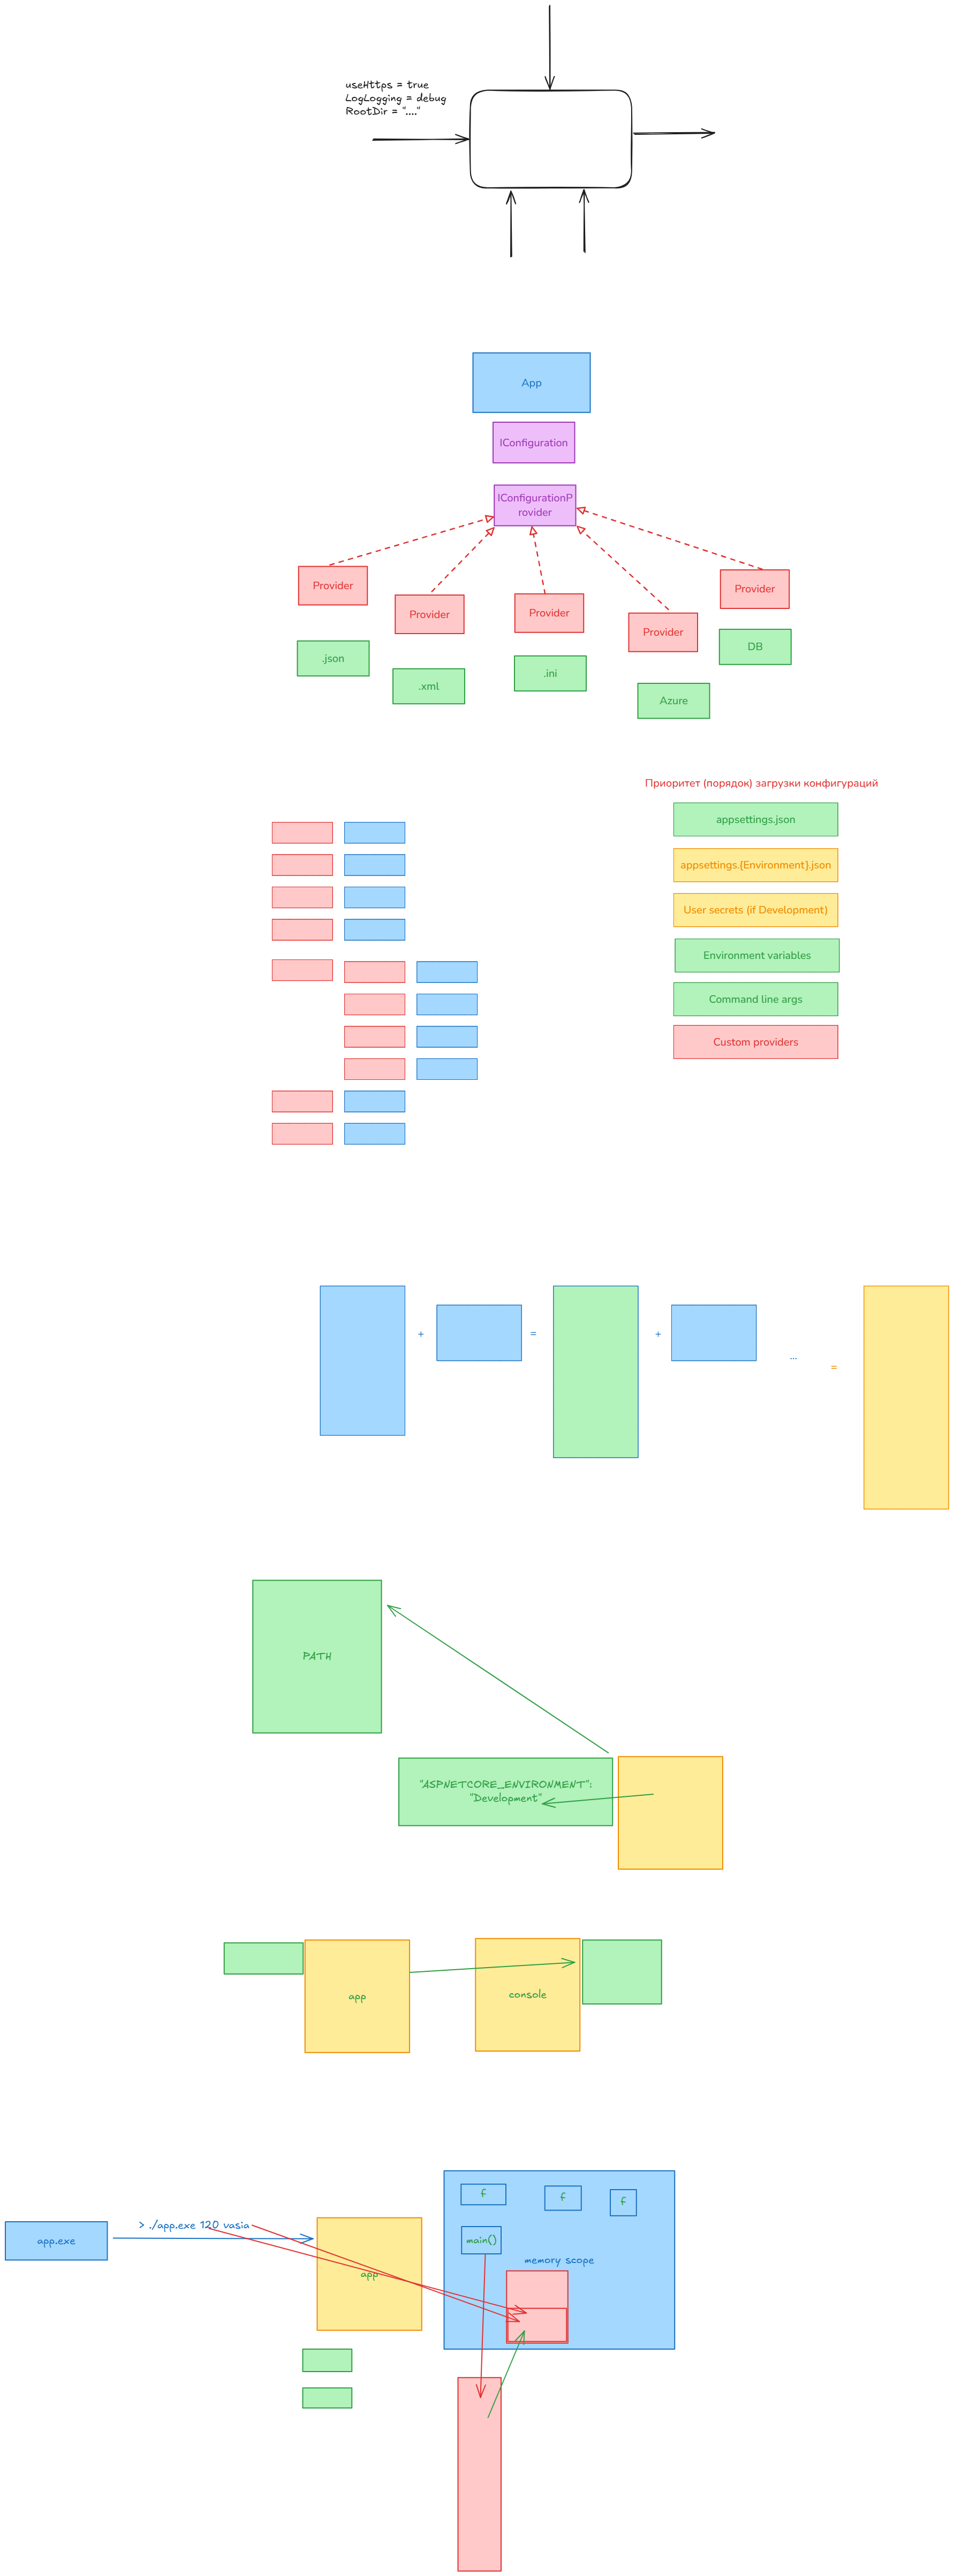 useHttps = true
LogLogging = debug
RootDir = "...."
App
IConfiguration
IConfigurationP
rovider
Provider
Provider
Provider
Provider
Provider
.json
.xml
.ini
Azure
DB
Приоритет (порядок) загрузки конфигураций
appsettings.json
appsettings.{Environment}.json
User secrets (if Development)
Environment variables
Command line args
Custom providers
+
=
+
...
=
PATH
"ASPNETCORE_ENVIRONMENT":
"Development"
app
console
f
f
f
app.exe
> ./app.exe 120 vasia
main()
memory scope
app